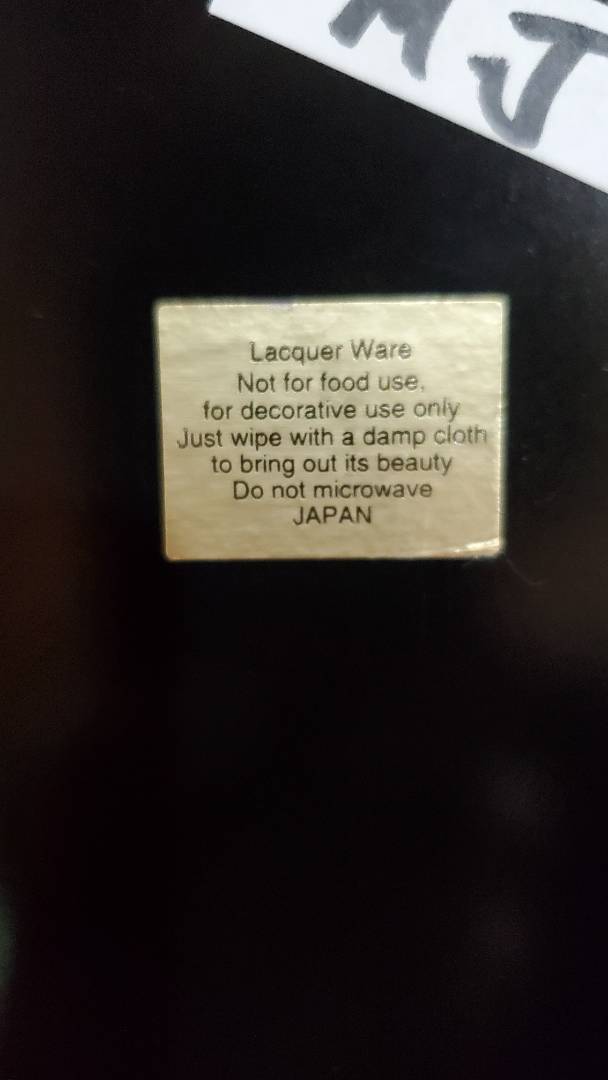 MJ
Lacquer Ware
Not for food use,
for decorative use only
Just wipe with a damp cloth
to bring out its beauty
Do not microwave
JAPAN